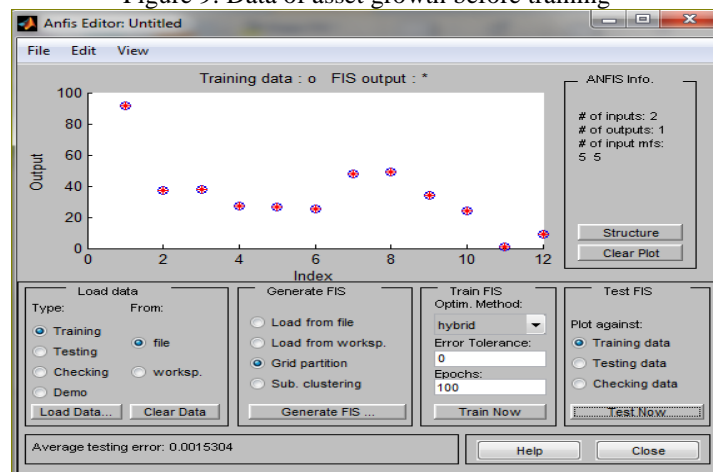 Figure 9: Data of asset growth before training
Anfis Editor: Untitled
File Edit View
Training data : o FIS output : *
100
80
60
40
20
0
Output
0 2 4 6 8 10 12
Index
ANFIS Info.
# of inputs: 2
# of outputs: 1
# of input mfs:
5 5
Structure
Clear Plot
Load data
Type: From:
Training
Testing
Checking
Demo
file
worksp.
Load Data... Clear Data
Generate FIS
Load from file
Load from worksp.
Grid partition
Sub. clustering
Generate FIS ...
Train FIS
Optim. Method:
hybrid
Error Tolerance:
0
Epochs:
100
Train Now
Test FIS
Plot against:
Training data
Testing data
Checking data
Test Now
Average testing error: 0.0015304
Help Close